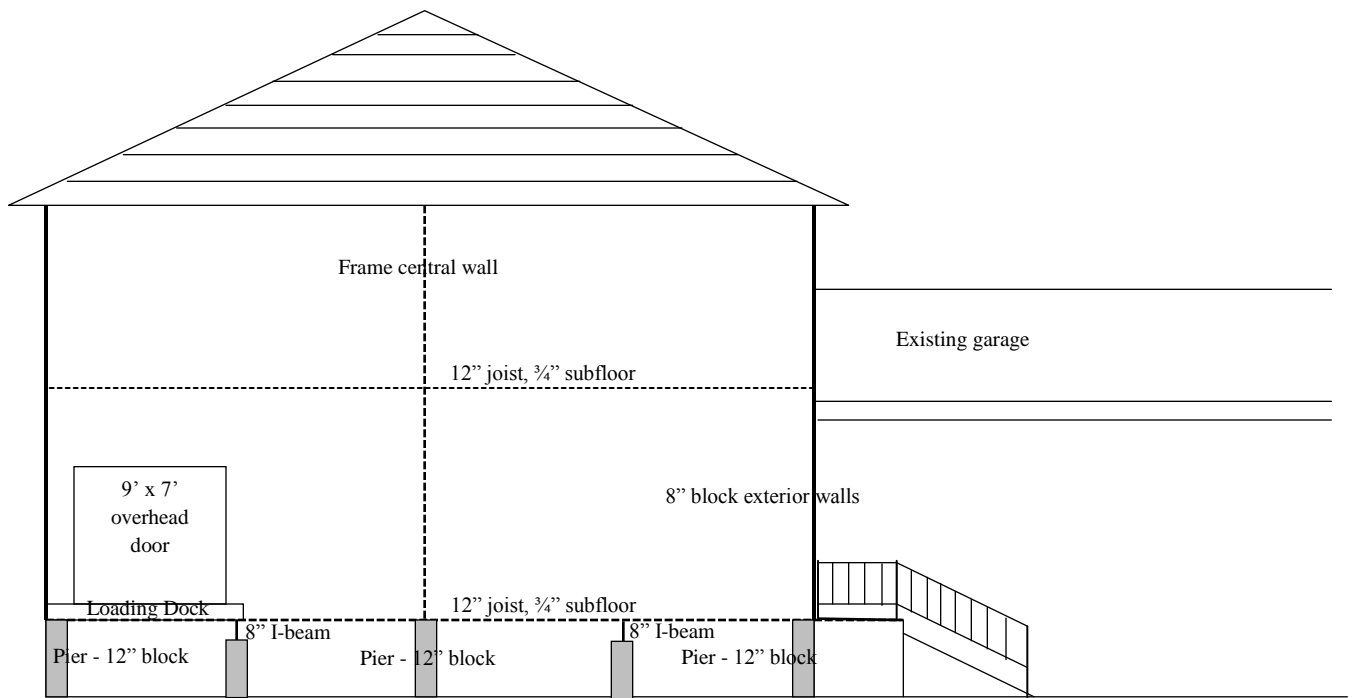 Frame central wall
Existing garage
12” joist, ¾” subfloor
9’ x 7’
overhead
door
8” block exterior walls
Loading Dock
12” joist, ¾” subfloor
8” I-beam
8” I-beam
Pier - 12” block
Pier - 12” block
Pier - 12” block